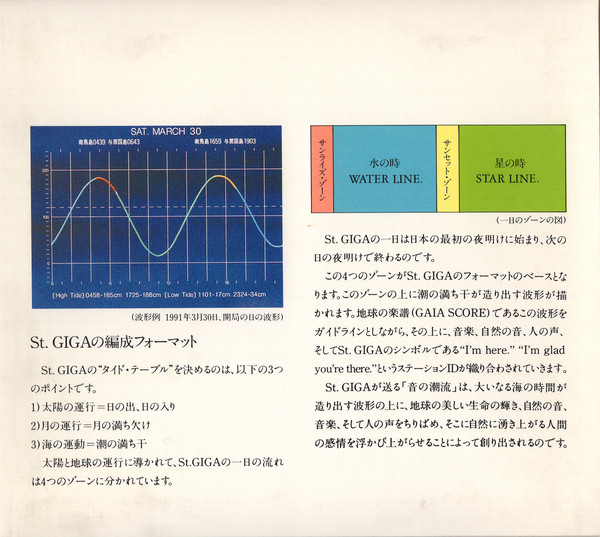 SAT. MARCH 30
南鳥島0439 与那国島0643
南鳥島1659 与那国島1903
(High Tide) 0458-165cm 1725-188cm (Low Tide) 1101-17cm 2324-34cm
(波形例 1991年3月30日、開局の日の波形)
St. GIGAの編成フォーマット
St. GIGAの“タイド・テーブル”を決めるのは、以下の3つ
のポイントです。
1)太陽の運行=日の出、日の入り
2)月の運行=月の満ち欠け
3)海の運動=潮の満ち干
太陽と地球の運行に導かれて、St.GIGAの一日の流れ
は4つのゾーンに分かれています。
サンライズ・ゾーン
水の時
WATER LINE.
サンセット・ゾーン
星の時
STAR LINE.
(一日のゾーンの図)
St. GIGAの一日は日本の最初の夜明けに始まり、次の
日の夜明けで終わるのです。
この4つのゾーンがSt. GIGAのフォーマットのベースとな
ります。このゾーンの上に潮の満ち干が造り出す波形が描
かれます。地球の楽譜(GAIA SCORE)であるこの波形を
ガイドラインとしながら、その上に、音楽、自然の音、人の声、
そしてSt. GIGAのシンボルである“I'm here.” “I'm glad
you're there.”というステーションIDが織り合わされていきます。
St. GIGAが送る「音の潮流」は、大いなる海の時間が
造り出す波形の上に、地球の美しい生命の輝き、自然の音、
音楽、そして人の声をちりばめ、そこに自然に湧き上がる人間
の感情を浮かび上がらせることによって創り出されるのです。